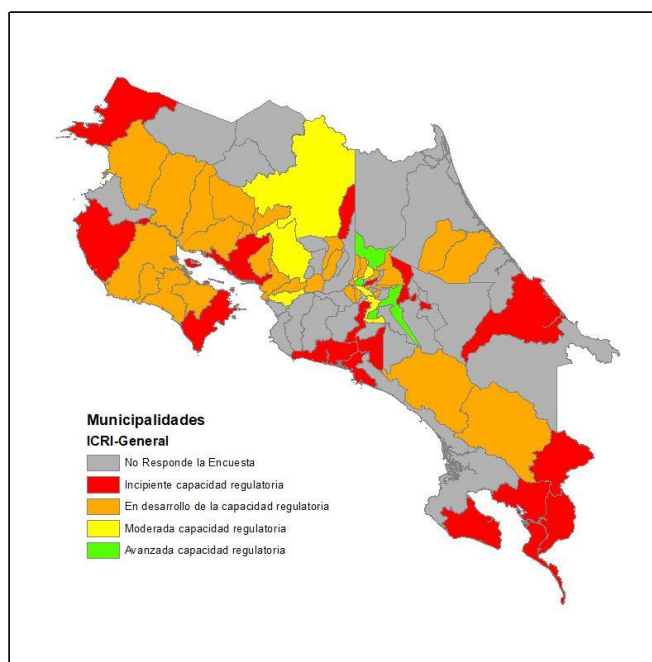 Municipalidades
ICRI-General
No Responde la Encuesta
Incipiente capacidad regulatoria
En desarrollo de la capacidad regulatoria
Moderada capacidad regulatoria
Avanzada capacidad regulatoria